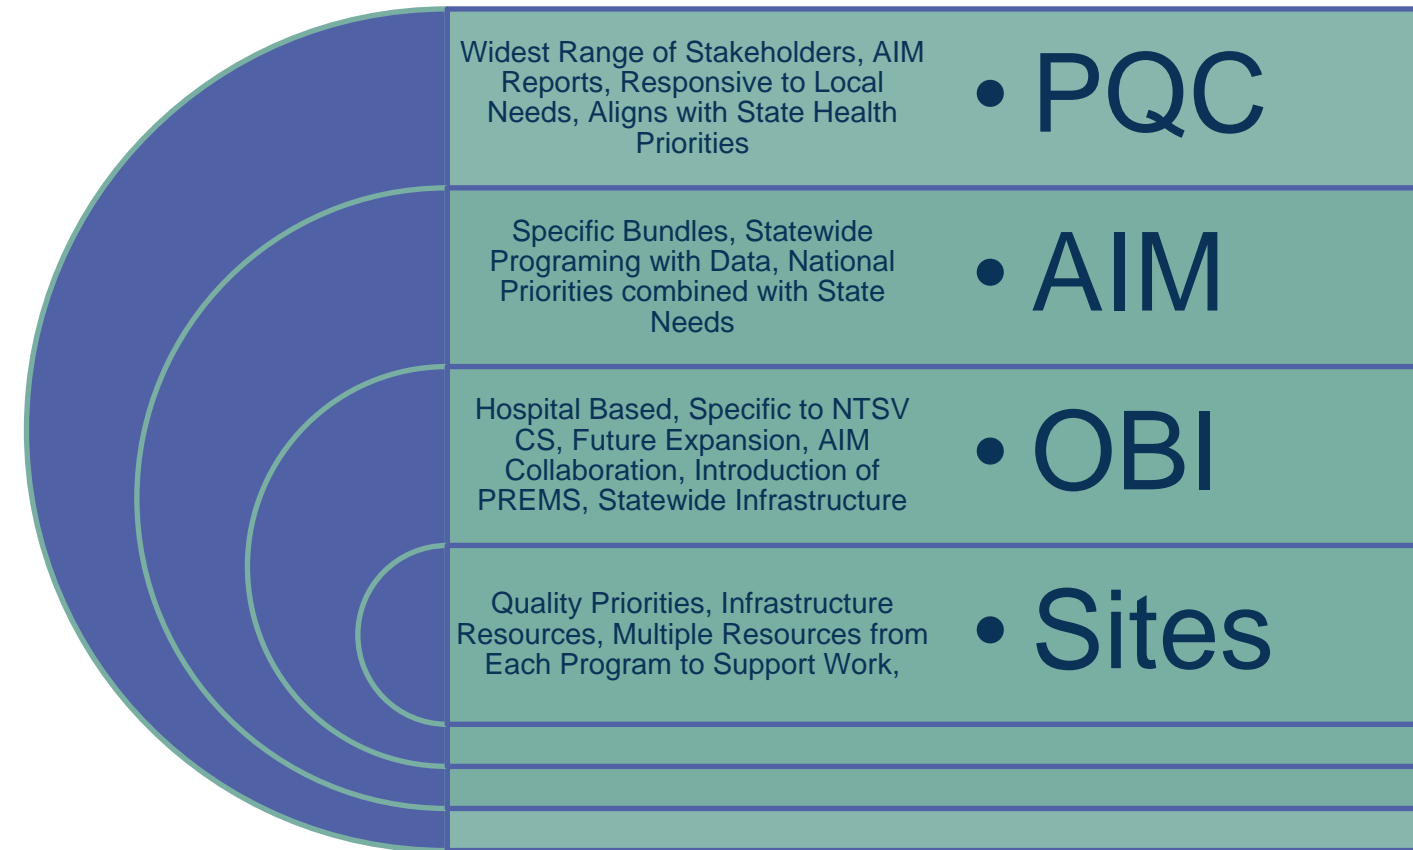 Widest Range of Stakeholders, AIM
Reports, Responsive to Local
Needs, Aligns with State Health
Priorities
• PQC
Specific Bundles, Statewide
Programing with Data, National
Priorities combined with State
Needs
• AIM
Hospital Based, Specific to NTSV
CS, Future Expansion, AIM
Collaboration, Introduction of
PREMS, Statewide Infrastructure
• OBI
Quality Priorities, Infrastructure
Resources, Multiple Resources from
Each Program to Support Work,
• Sites